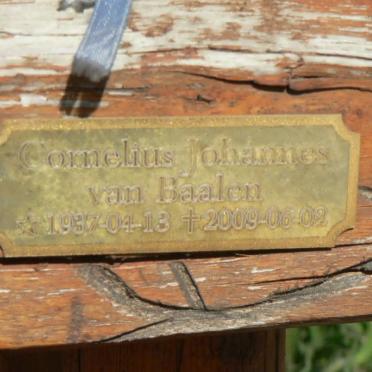 Cornelius Johannes
van Baalen
☆ 1937-04-13 † 2009-06-02